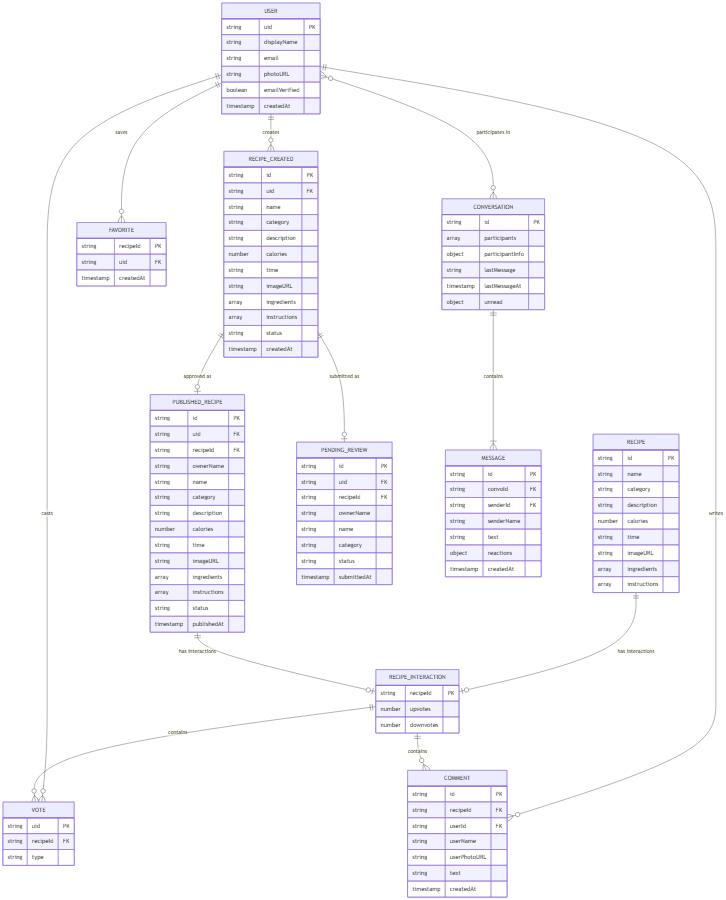 USER
string uid PK
string displayName
string email
string photoURL
boolean emailVerified
timestamp createdAt
saves
creates
participates in
RECIPE_CREATED
string id PK
string uid FK
string name
string category
string description
number calories
string time
string imageURL
array ingredients
array instructions
string status
timestamp createdAt
CONVERSATION
string id PK
array participants
object participantInfo
string lastMessage
timestamp lastMessageAt
object unread
FAVORITE
string recipeId PK
string uid FK
timestamp createdAt
approved as
submitted as
contains
PUBLISHED_RECIPE
string id PK
string uid FK
string recipeId FK
string ownerName
string name
string category
string description
number calories
string time
string imageURL
array ingredients
array instructions
string status
timestamp publishedAt
PENDING_REVIEW
string id PK
string uid FK
string recipeId FK
string ownerName
string name
string category
string status
timestamp submittedAt
MESSAGE
string id PK
string convoId FK
string senderId FK
string senderName
string text
object reactions
timestamp createdAt
RECIPE
string id PK
string name
string category
string description
number calories
string time
string imageURL
array ingredients
array instructions
casts
writes
has interactions
has interactions
RECIPE_INTERACTION
string recipeId PK
number upvotes
number downvotes
contains
contains
VOTE
string uid PK
string recipeId FK
string type
COMMENT
string id PK
string recipeId FK
string userId FK
string userName
string userPhotoURL
string text
timestamp createdAt